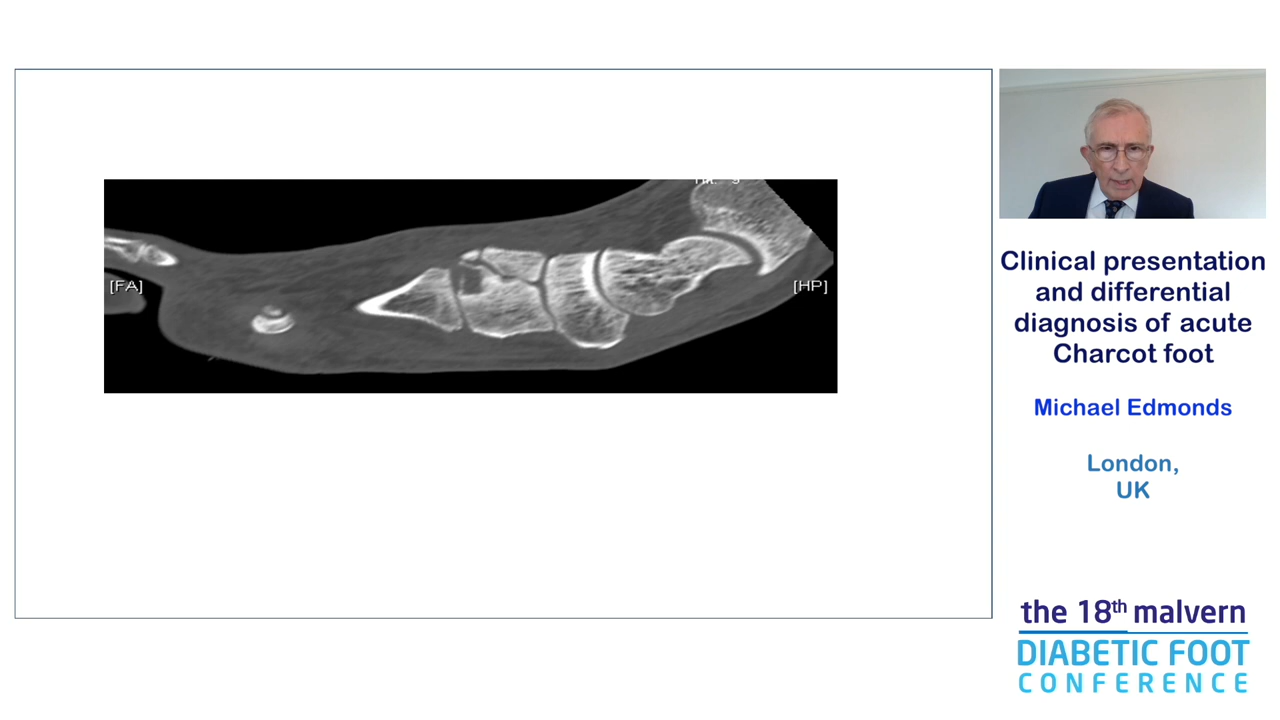 [FA]
[HP]
Clinical presentation
and differential
diagnosis of acute
Charcot foot
Michael Edmonds
London,
UK
the 18th malvern
DIABETIC FOOT
CONFERENCE